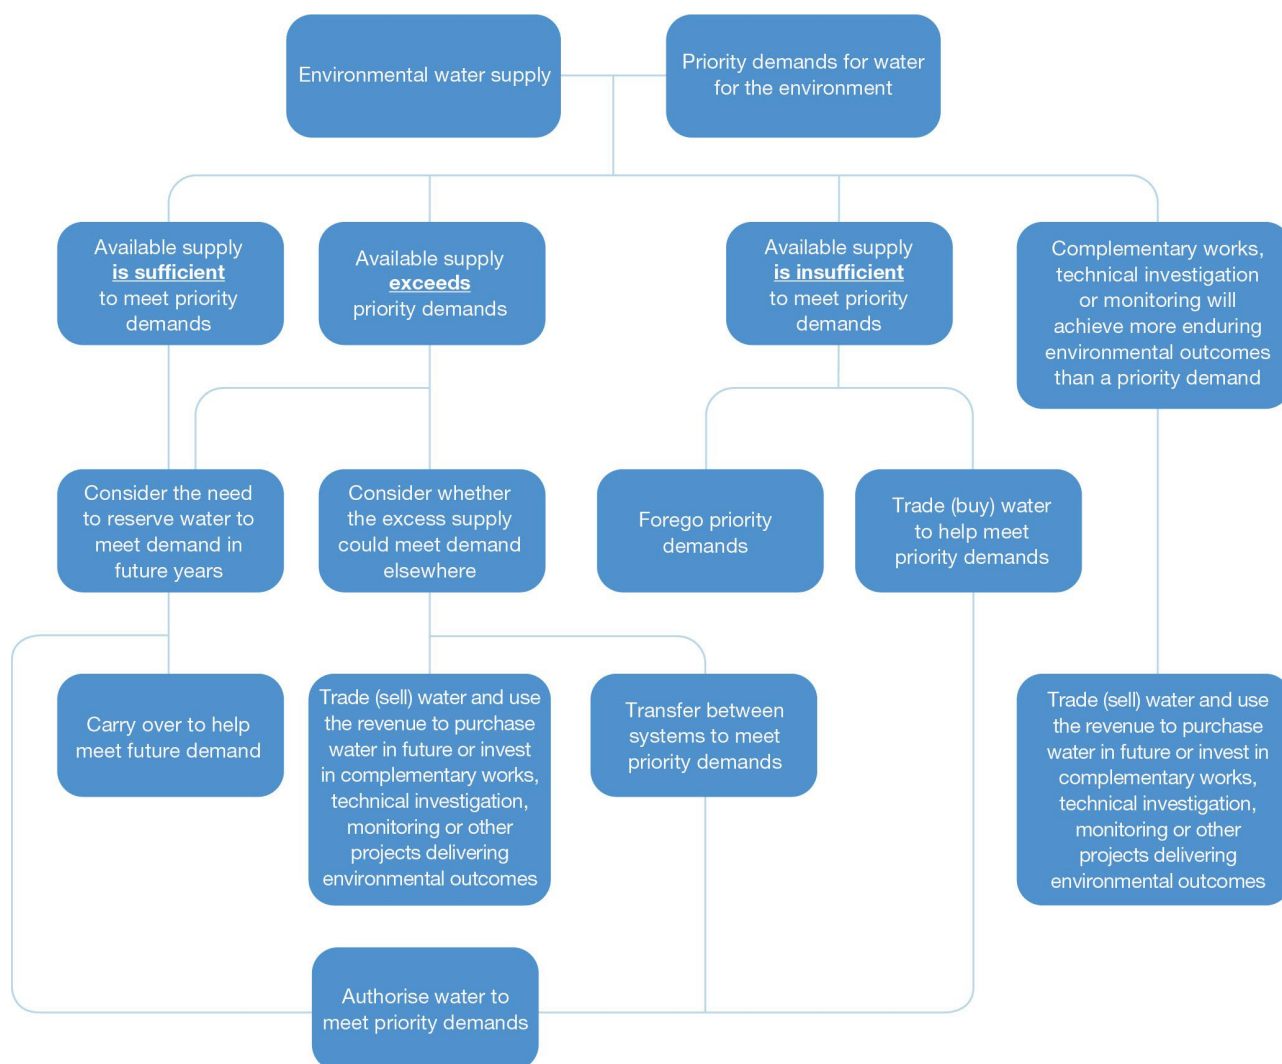 Environmental water supply
Priority demands for water
for the environment
Available supply
is sufficient
to meet priority
demands
Available supply
exceeds
priority demands
Available supply
is insufficient
to meet priority
demands
Complementary works,
technical investigation
or monitoring will
achieve more enduring
environmental outcomes
than a priority demand
Consider the need
to reserve water to
meet demand in
future years
Consider whether
the excess supply
could meet demand
elsewhere
Forego priority
demands
Trade (buy) water
to help meet
priority demands
Carry over to help
meet future demand
Trade (sell) water and use
the revenue to purchase
water in future or invest
in complementary works,
technical investigation,
monitoring or other
projects delivering
environmental outcomes
Transfer between
systems to meet
priority demands
Trade (sell) water and use
the revenue to purchase
water in future or invest in
complementary works,
technical investigation,
monitoring or other
projects delivering
environmental outcomes
Authorise water to
meet priority demands